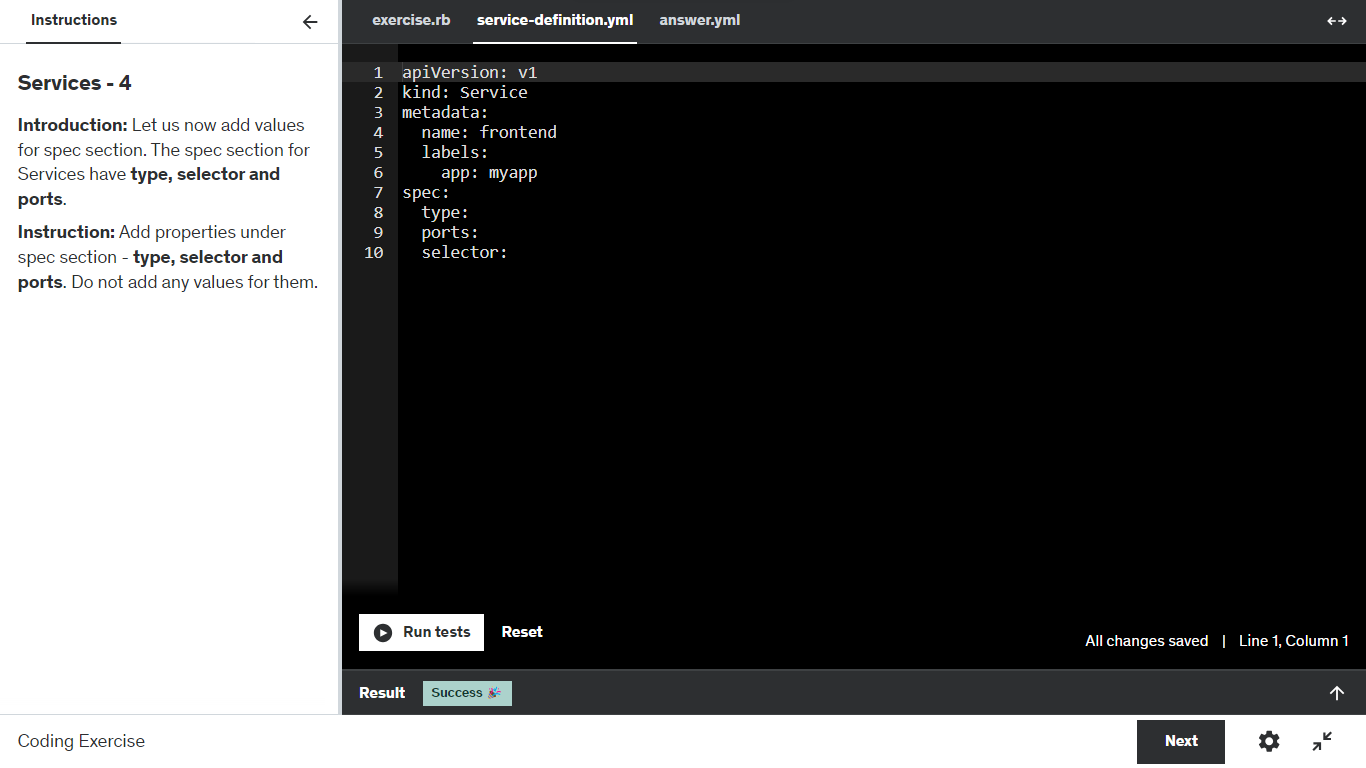 Instructions
Services - 4
Introduction: Let us now add values
for spec section. The spec section for
Services have type, selector and
ports.
Instruction: Add properties under
spec section - type, selector and
ports. Do not add any values for them.
exercise.rb service-definition.yml answer.yml
1 apiVersion: v1
2 kind: Service
3 metadata:
4   name: frontend
5   labels:
6     app: myapp
7 spec:
8   type:
9   ports:
10   selector:
Run tests Reset
All changes saved | Line 1, Column 1
Result Success 🎉
Coding Exercise
Next